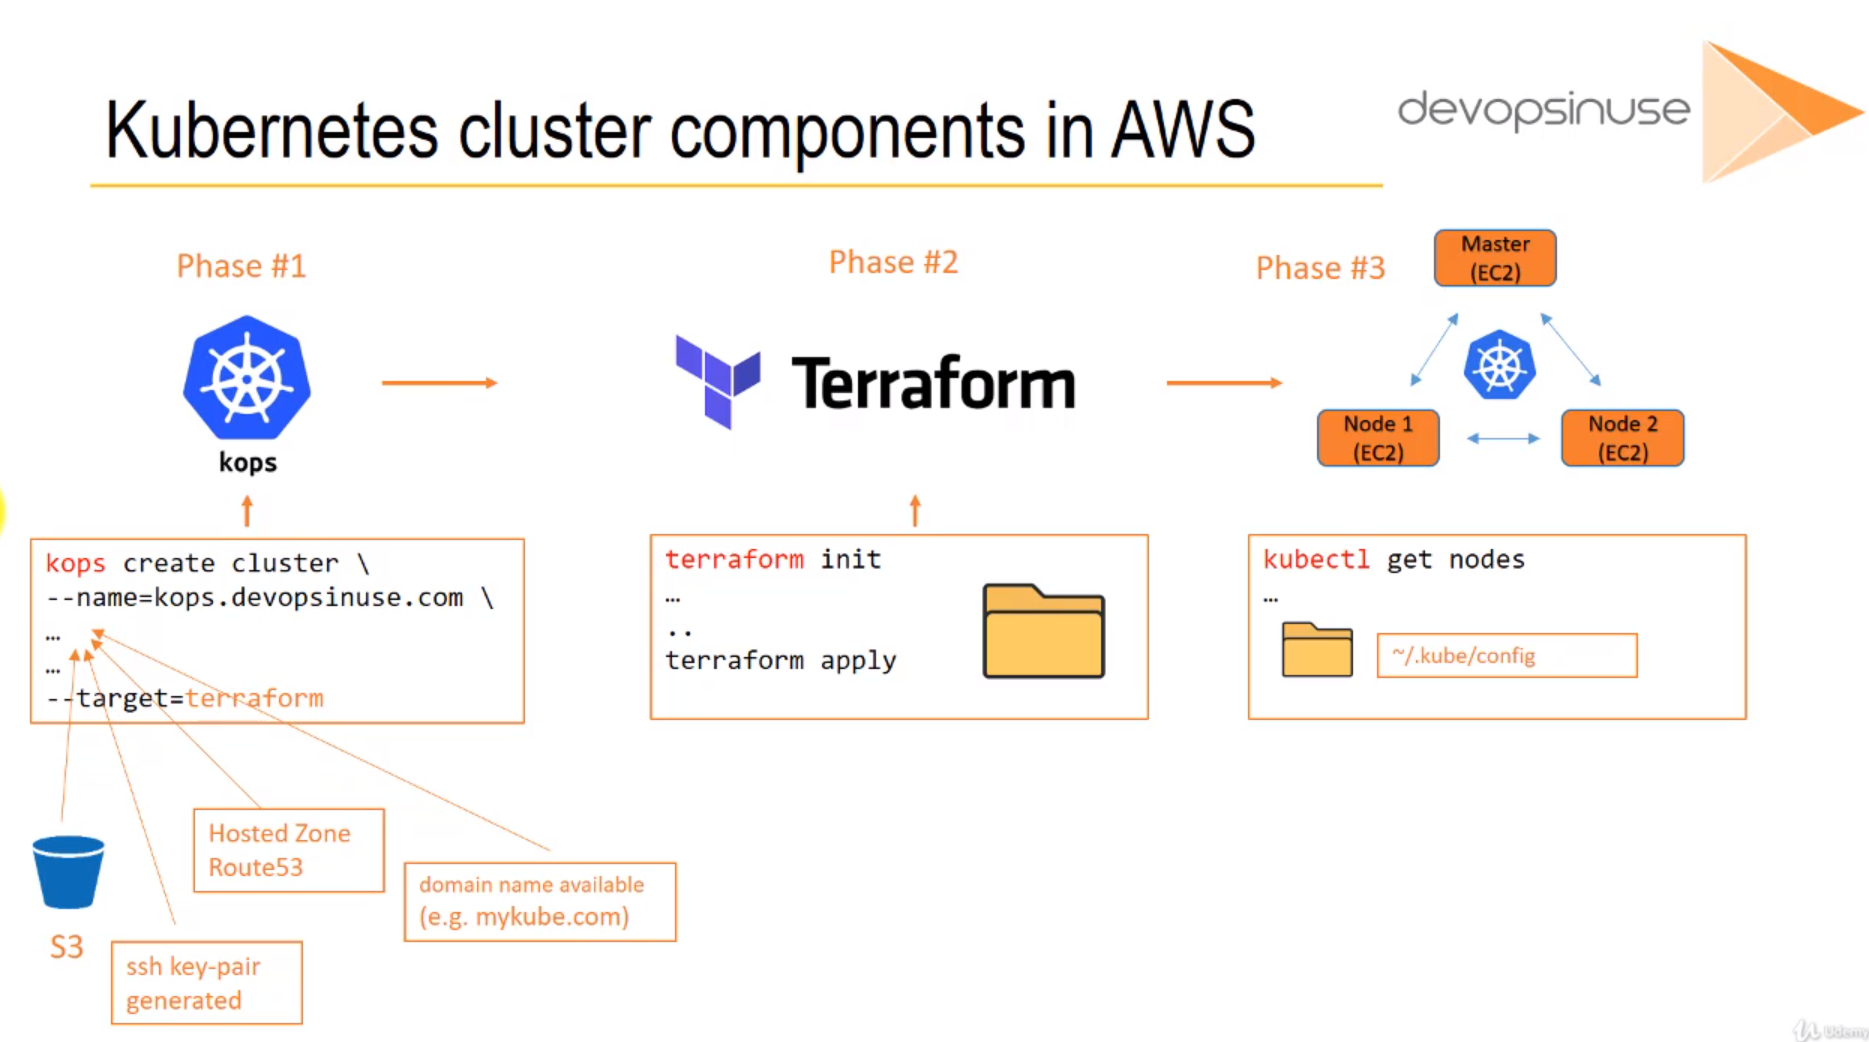 Kubernetes cluster components in AWS
devopsinuse
Phase #1
kops
kops create cluster \
--name=kops.devopsinuse.com \
…
…
--target=terraform
S3
ssh key-pair
generated
Hosted Zone
Route53
domain name available
(e.g. mykube.com)
Phase #2
Terraform
terraform init
…
..
terraform apply
Phase #3
Master
(EC2)
Node 1
(EC2)
Node 2
(EC2)
kubectl get nodes
…
~/.kube/config
Udemy